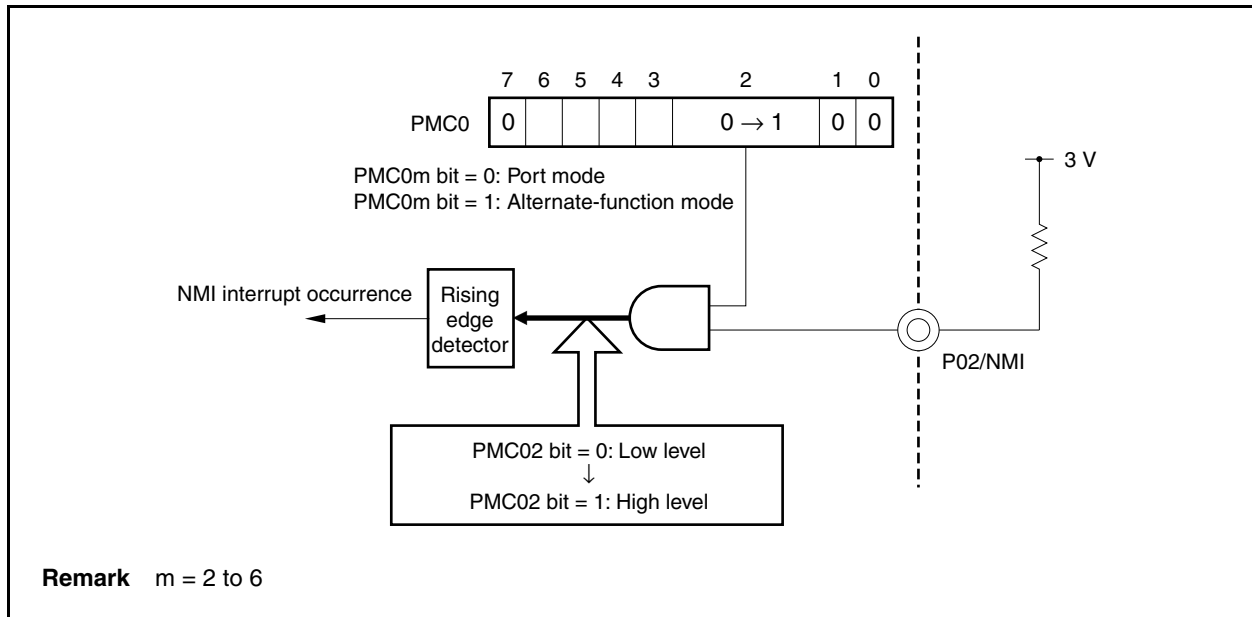 7 6 5 4 3 2 1 0
PMC0 0 0 → 1 0 0
3 V
PMC0m bit = 0: Port mode
PMC0m bit = 1: Alternate-function mode
NMI interrupt occurrence
Rising
edge
detector
P02/NMI
PMC02 bit = 0: Low level
↓
PMC02 bit = 1: High level
Remark m = 2 to 6